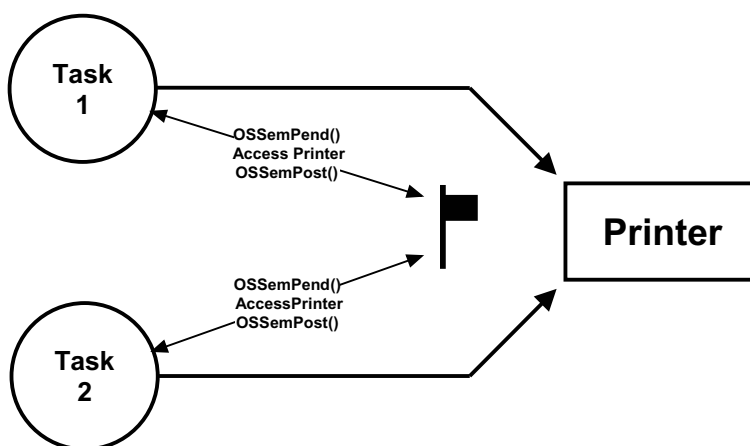 Task
1
OSSemPend()
Access Printer
OSSemPost()
Printer
OSSemPend()
AccessPrinter
OSSemPost()
Task
2